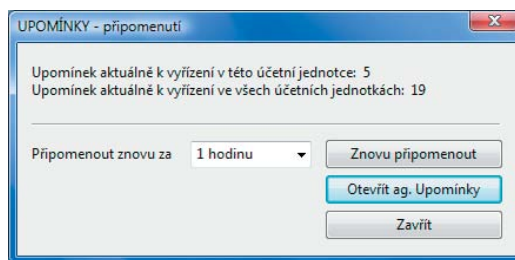 UPOMÍNKY - připomenutí
Upomínek aktuálně k vyřízení v této účetní jednotce: 5
Upomínek aktuálně k vyřízení ve všech účetních jednotkách: 19
Připomenout znovu za 1 hodinu Znovu připomenout
Otevřít ag. Upomínky
Zavřít